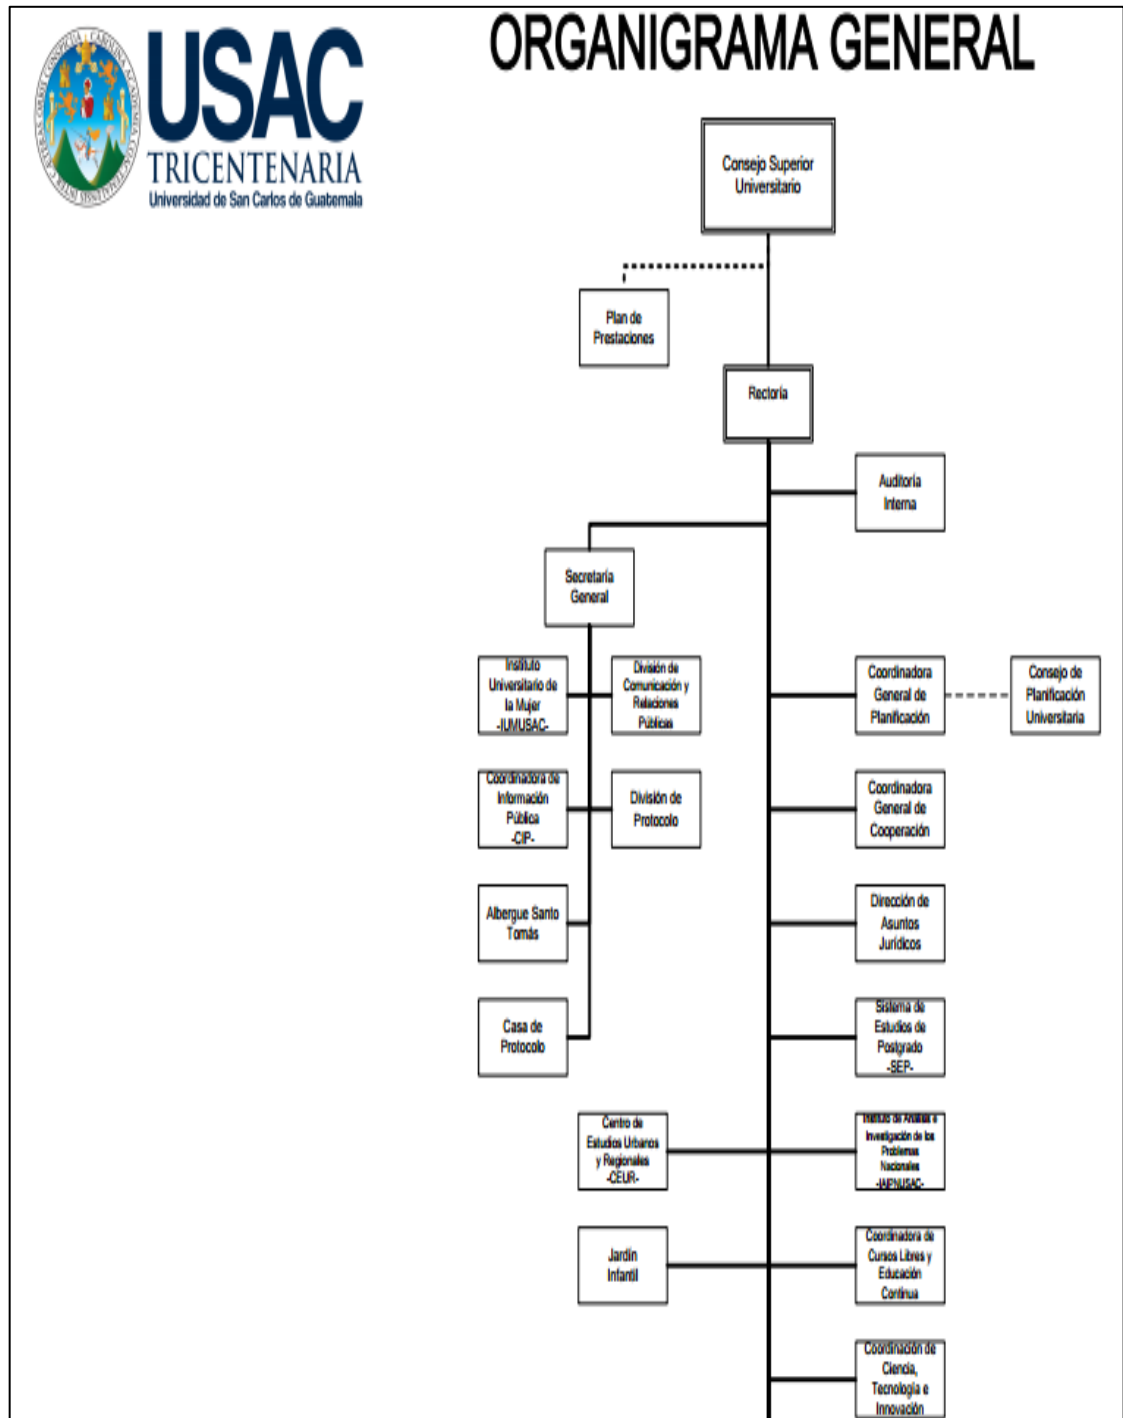 ORGANIGRAMA GENERAL
USAC
TRICENTENARIA
Universidad de San Carlos de Guatemala
Consejo Superior
Universitario
Plan de
Prestaciones
Rectoría
Auditoría
Interna
Secretaría
General
Instituto
Universitario de
la Mujer
-IUMUSAC-
División de
Comunicación y
Relaciones
Públicas
Coordinadora
General de
Planificación
Consejo de
Planificación
Universitaria
Coordinadora de
Información
Pública
-CIP-
División de
Protocolo
Coordinadora
General de
Cooperación
Albergue Santo
Tomás
Dirección de
Asuntos
Jurídicos
Casa de
Protocolo
Sistema de
Estudios de
Postgrado
-SEP-
Centro de
Estudios Urbanos
y Regionales
-CEUR-
Instituto de Análisis e
Investigación de los
Problemas
Nacionales
-IAIPNUSAC-
Jardín
Infantil
Coordinadora de
Cursos Libres y
Educación
Continua
Coordinación de
Ciencia,
Tecnología e
Innovación